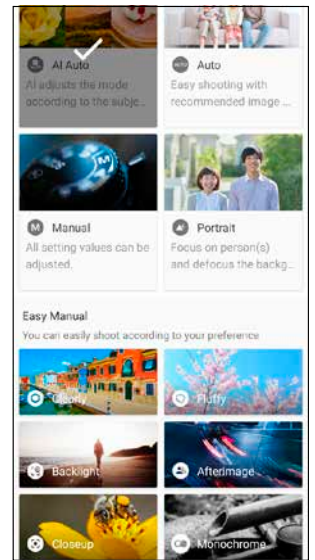 AI Auto
AI adjusts the mode
according to the subje...
AUTO
Auto
Easy shooting with
recommended image ...
M
Manual
All setting values can be
adjusted.
Portrait
Focus on person(s)
and defocus the backg...
Easy Manual
You can easily shoot according to your preference
Clearly
Fluffy
Backlight
Afterimage
Closeup
Monochrome